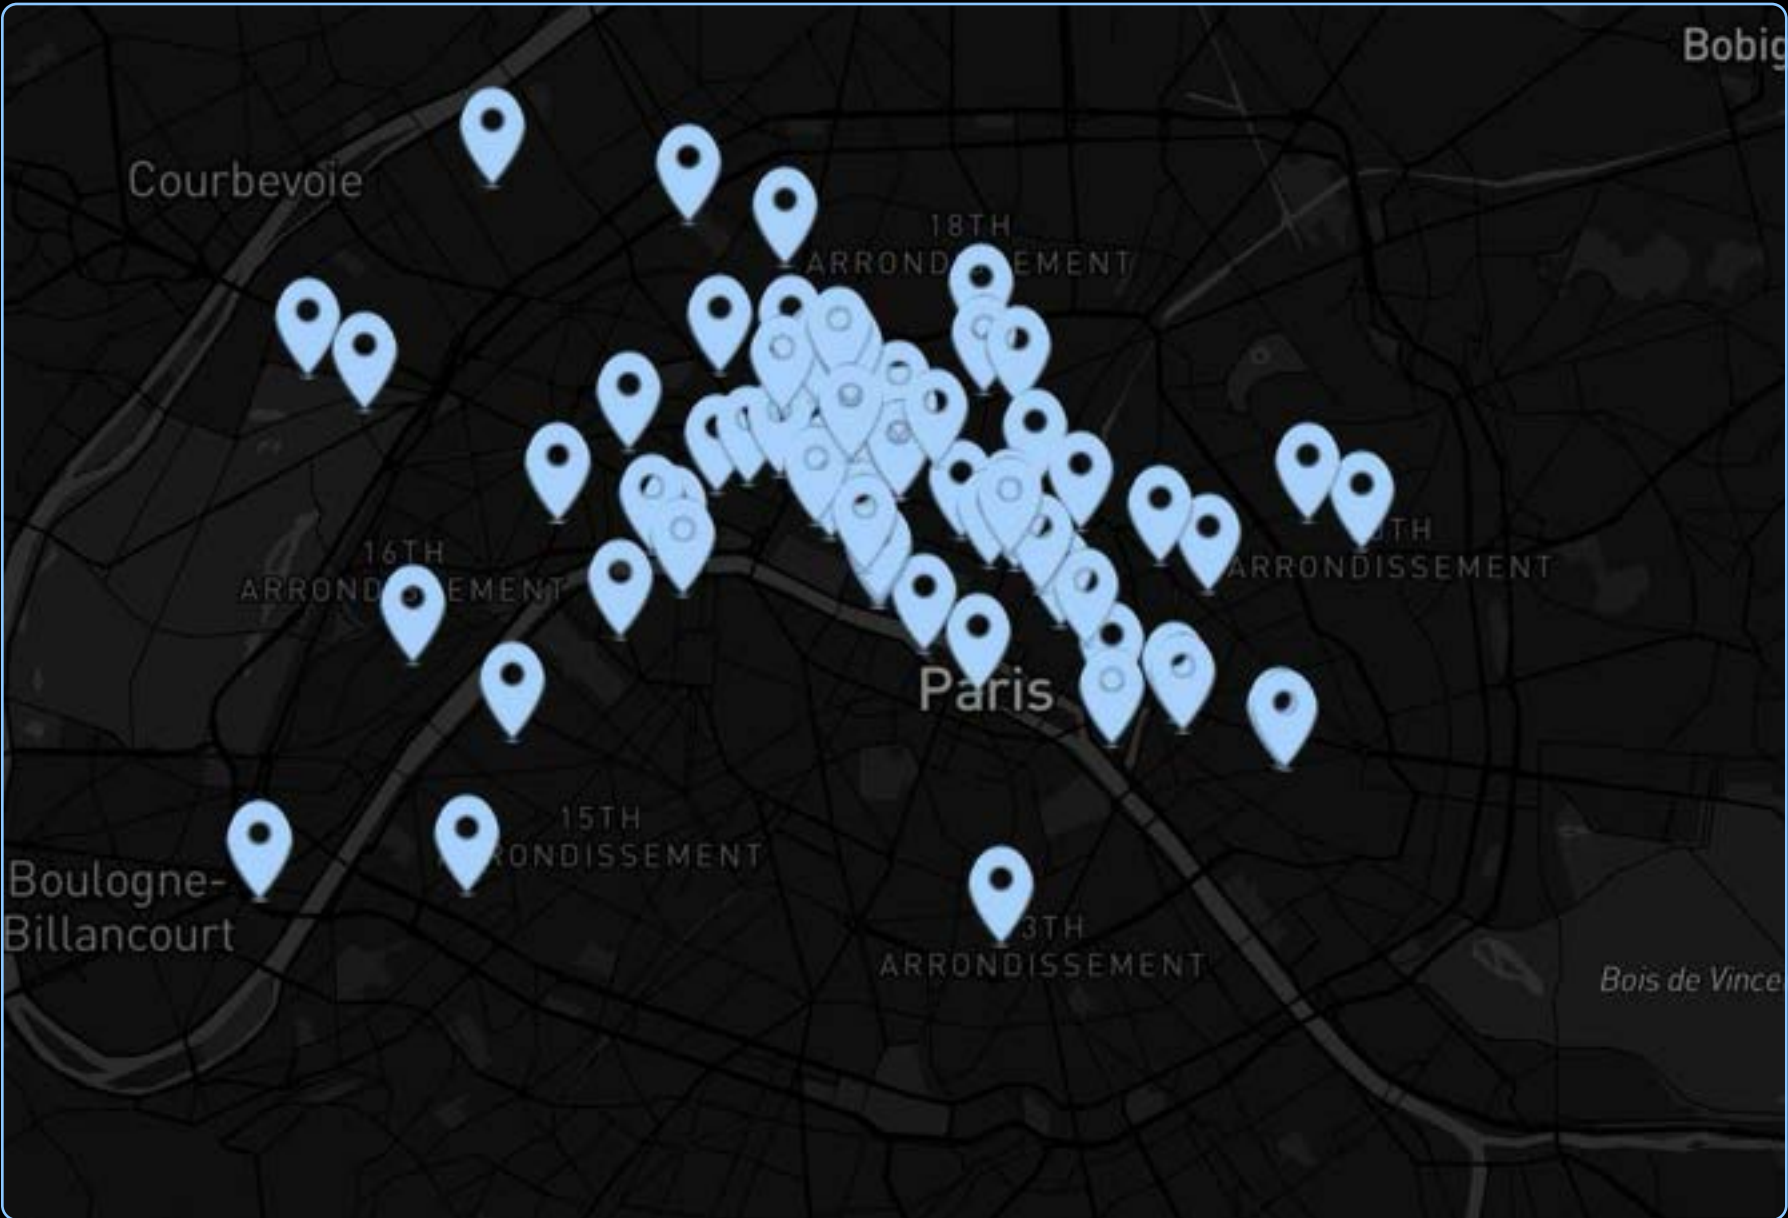 Bobig
Courbevoie
18TH
ARROND EMENT
16TH
ARROND S EMENT
TH
ARRONDISSEMENT
Paris
15TH
RONDISSEMENT
Boulogne-
Billancourt
3TH
ARRONDISSEMENT
Bois de Vince